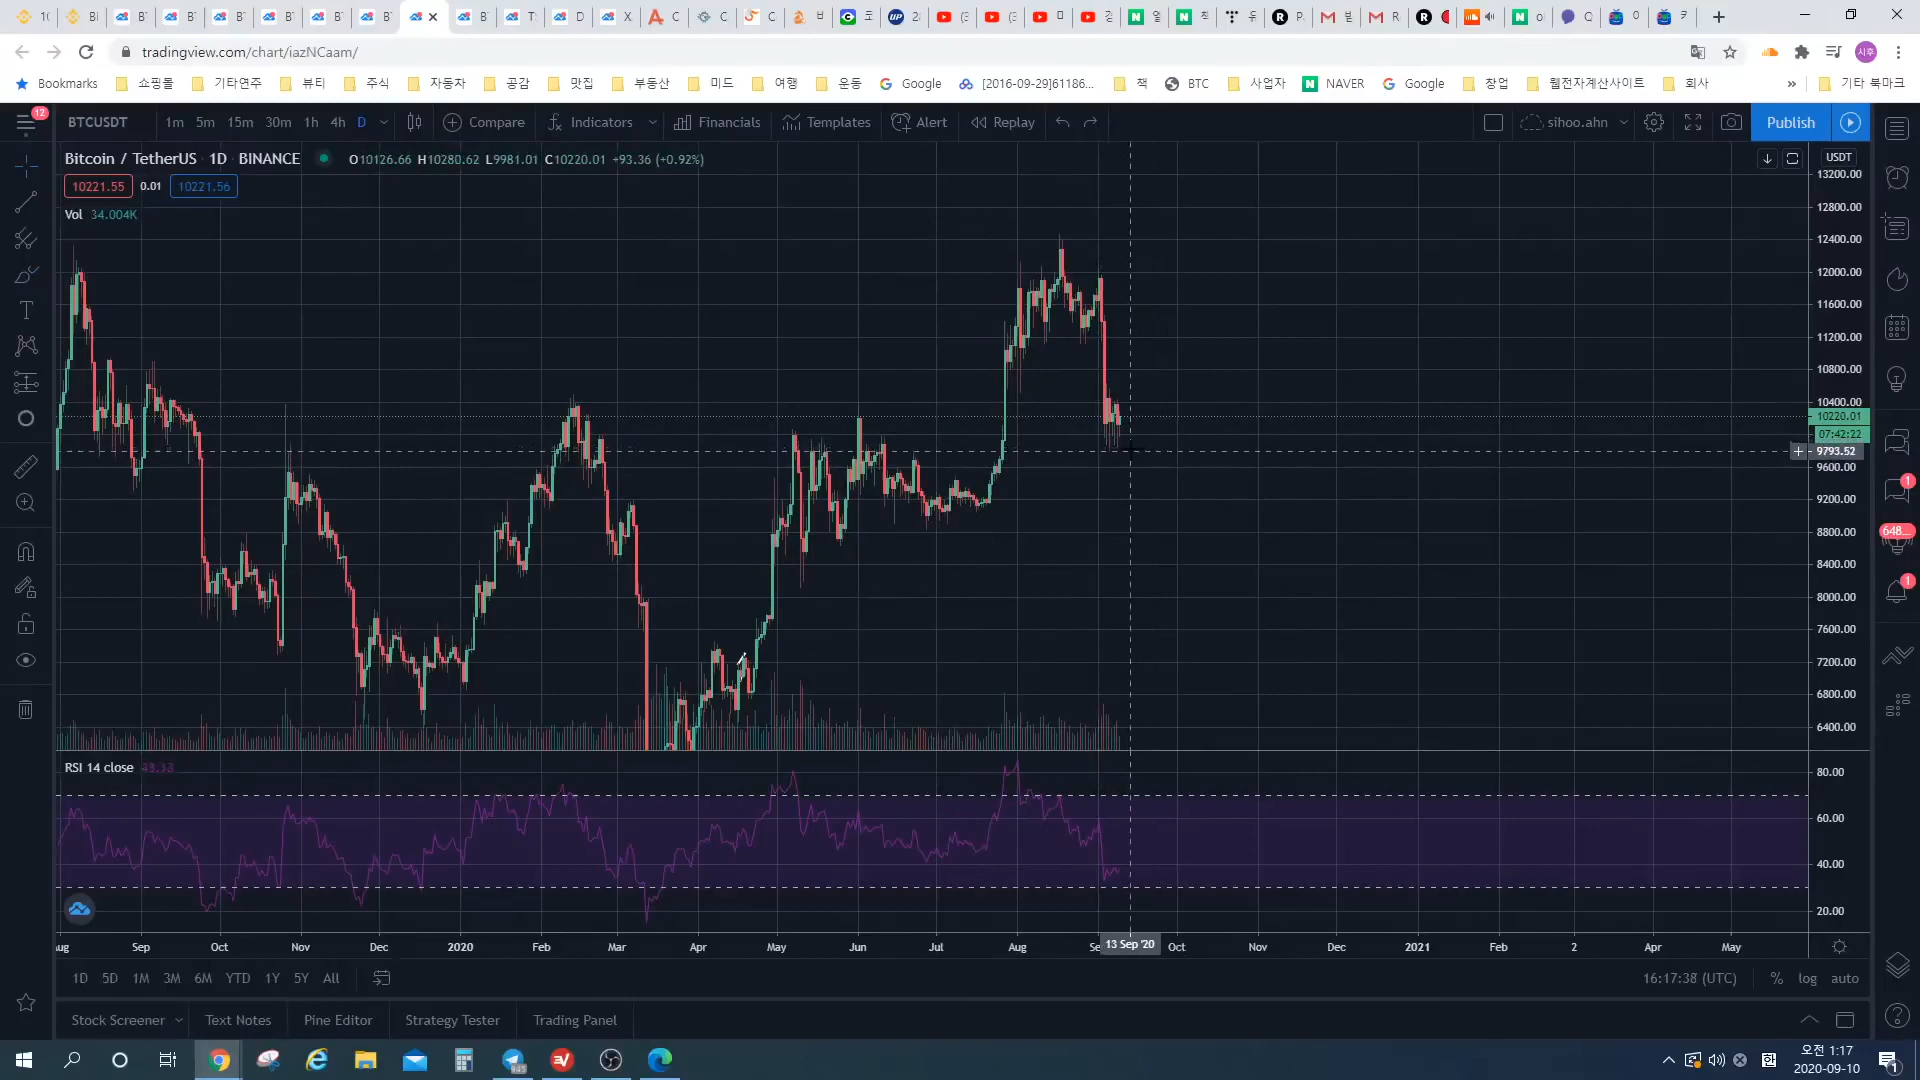 tradingview.com/chart/iazNCaam/
시후
Bookmarks 쇼핑몰 기타연주 뷰티 주식 자동차 공감 맛집 부동산 미드 여행 운동 Google [2016-09-29]61186... 책 BTC 사업자 NAVER Google 창업 웹전자계산사이트 회사 » 기타 북마크
12 BTCUSDT 1m 5m 15m 30m 1h 4h D Compare Indicators Financials Templates Alert Replay sihoo.ahn Publish
Bitcoin / TetherUS 1D BINANCE O10126.66 H10280.62 L9981.01 C10220.01 +93.36 (+0.92%)
USDT
10221.55 0.01 10221.56
Vol 34.004K
13200.00
12800.00
12400.00
12000.00
11600.00
11200.00
10800.00
10400.00
10220.01
07:42:22
9793.52
9600.00
9200.00
8800.00
8400.00
8000.00
7600.00
7200.00
6800.00
6400.00
1
648...
1
RSI 14 close
80.00
60.00
40.00
20.00
Sep Oct Nov Dec 2020 Feb Mar Apr May Jun Jul Aug 13 Sep '20 Oct Nov Dec 2021 Feb 2 Apr May
1D 5D 1M 3M 6M YTD 1Y 5Y All 16:17:38 (UTC) % log auto
Stock Screener Text Notes Pine Editor Strategy Tester Trading Panel
오전 1:17
2020-09-10